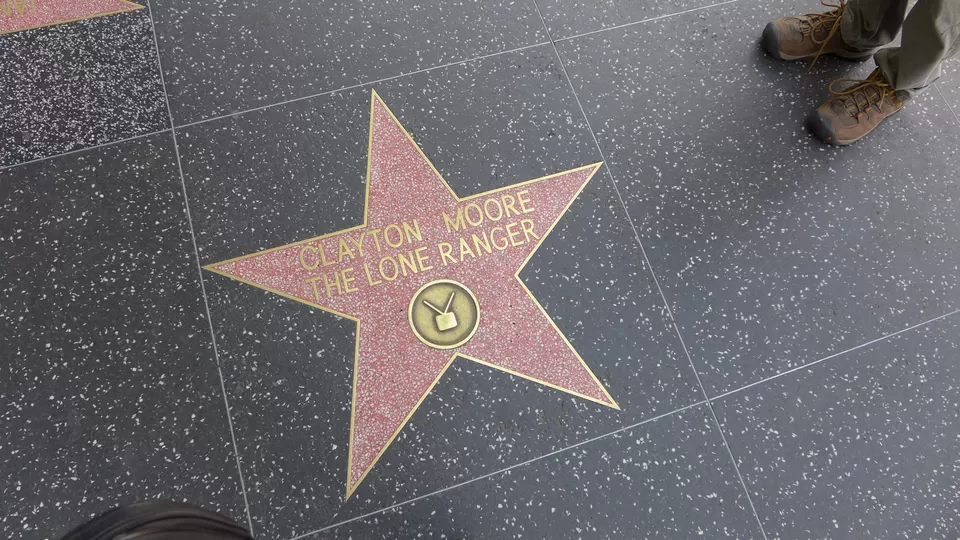 CLAYTON MOORE
THE LONE RANGER